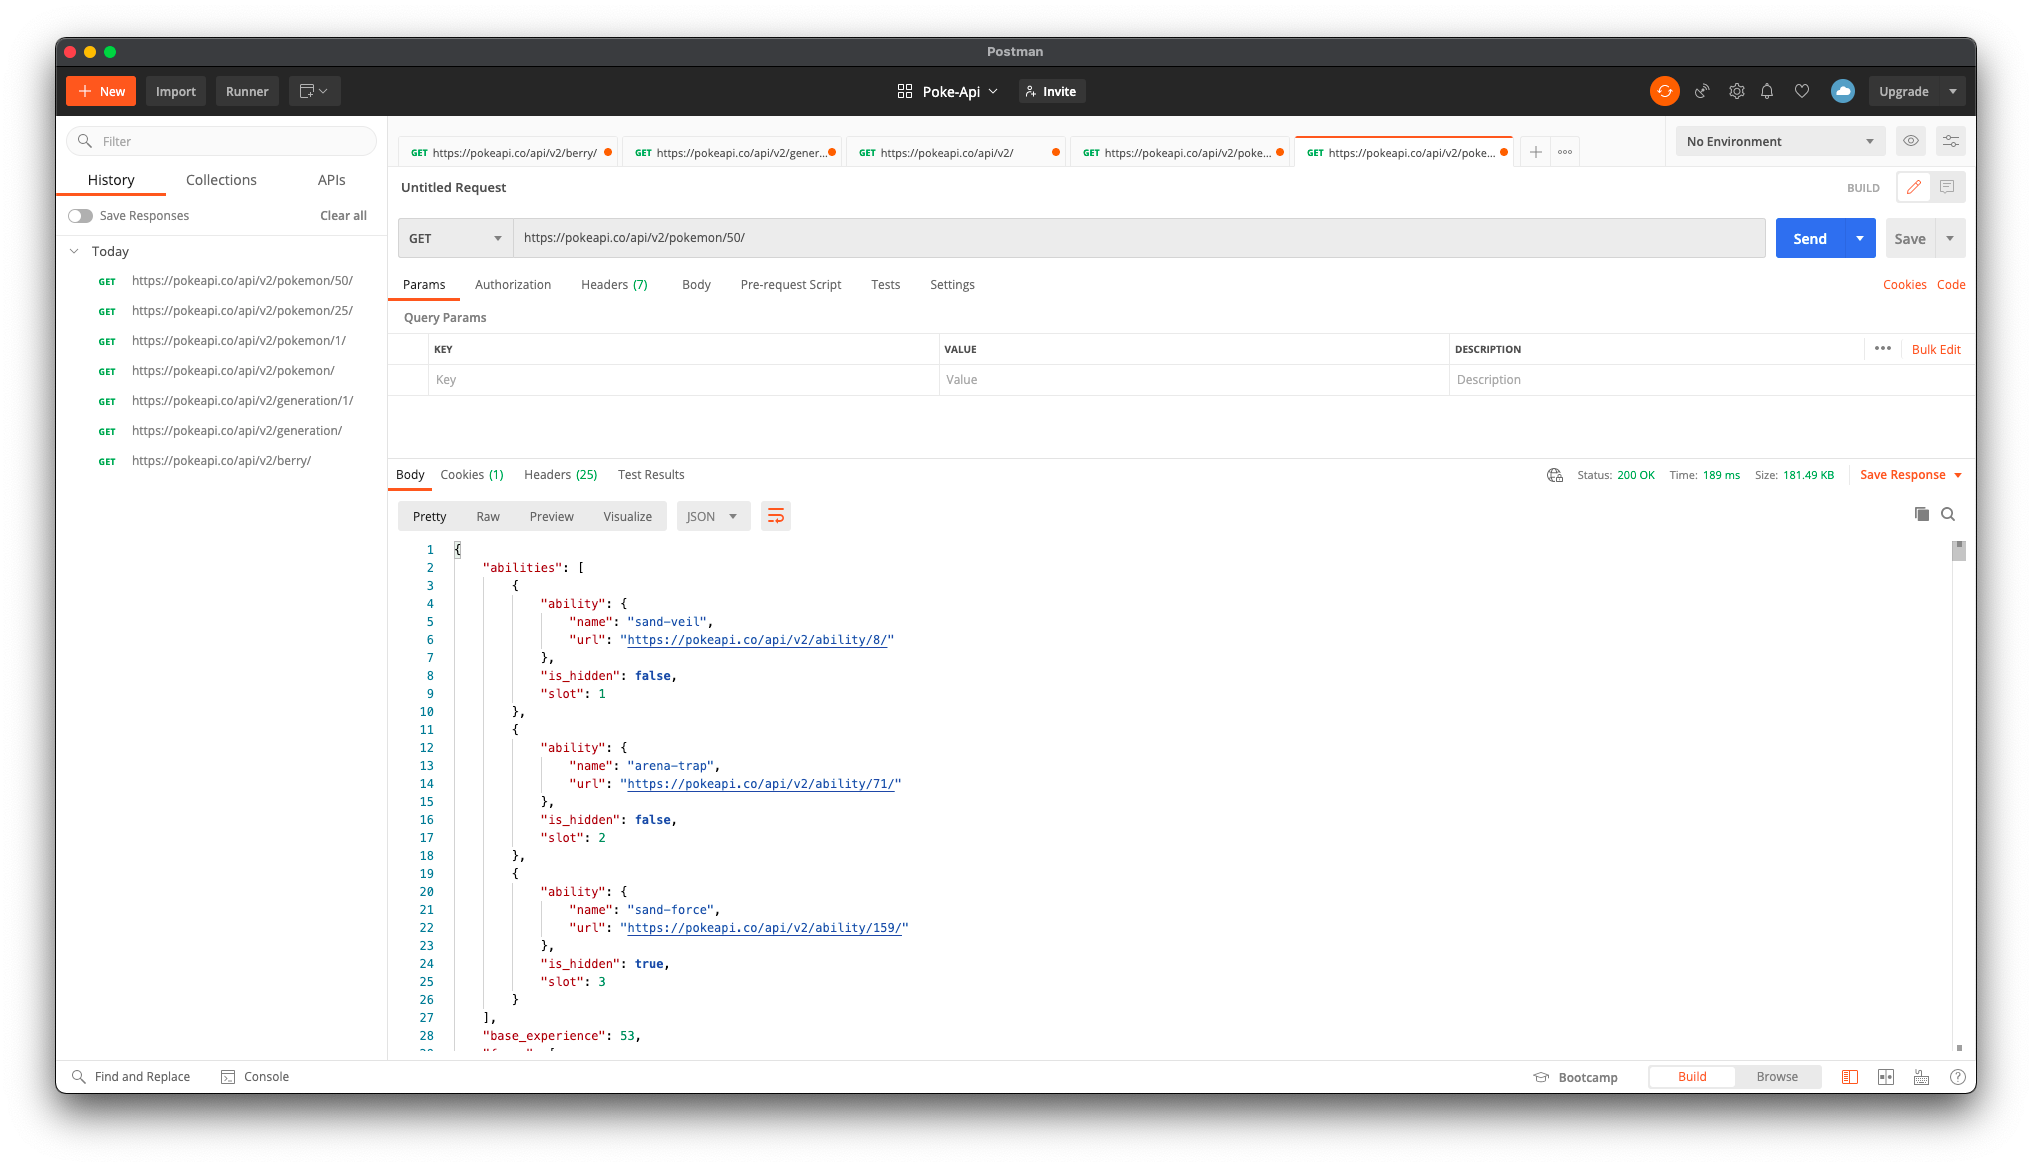 Postman
New
Import
Runner
Poke-Api
Invite
Upgrade
Filter
GET https://pokeapi.co/api/v2/berry/
GET https://pokeapi.co/api/v2/gener...
GET https://pokeapi.co/api/v2/
GET https://pokeapi.co/api/v2/poke...
GET https://pokeapi.co/api/v2/poke...
No Environment
History
Collections
APIs
Save Responses
Clear all
Today
GET https://pokeapi.co/api/v2/pokemon/50/
GET https://pokeapi.co/api/v2/pokemon/25/
GET https://pokeapi.co/api/v2/pokemon/1/
GET https://pokeapi.co/api/v2/pokemon/
GET https://pokeapi.co/api/v2/generation/1/
GET https://pokeapi.co/api/v2/generation/
GET https://pokeapi.co/api/v2/berry/
Untitled Request
BUILD
GET
https://pokeapi.co/api/v2/pokemon/50/
Send
Save
Params
Authorization
Headers (7)
Body
Pre-request Script
Tests
Settings
Cookies
Code
Query Params
KEY
VALUE
DESCRIPTION
Bulk Edit
Key
Value
Description
Body
Cookies (1)
Headers (25)
Test Results
Status: 200 OK
Time: 189 ms
Size: 181.49 KB
Save Response
Pretty
Raw
Preview
Visualize
JSON
1 {
2 "abilities": [
3 {
4 "ability": {
5 "name": "sand-veil",
6 "url": "https://pokeapi.co/api/v2/ability/8/"
7 },
8 "is_hidden": false,
9 "slot": 1
10 },
11 {
12 "ability": {
13 "name": "arena-trap",
14 "url": "https://pokeapi.co/api/v2/ability/71/"
15 },
16 "is_hidden": false,
17 "slot": 2
18 },
19 {
20 "ability": {
21 "name": "sand-force",
22 "url": "https://pokeapi.co/api/v2/ability/159/"
23 },
24 "is_hidden": true,
25 "slot": 3
26 }
27 ],
28 "base_experience": 53,
Find and Replace
Console
Bootcamp
Build
Browse